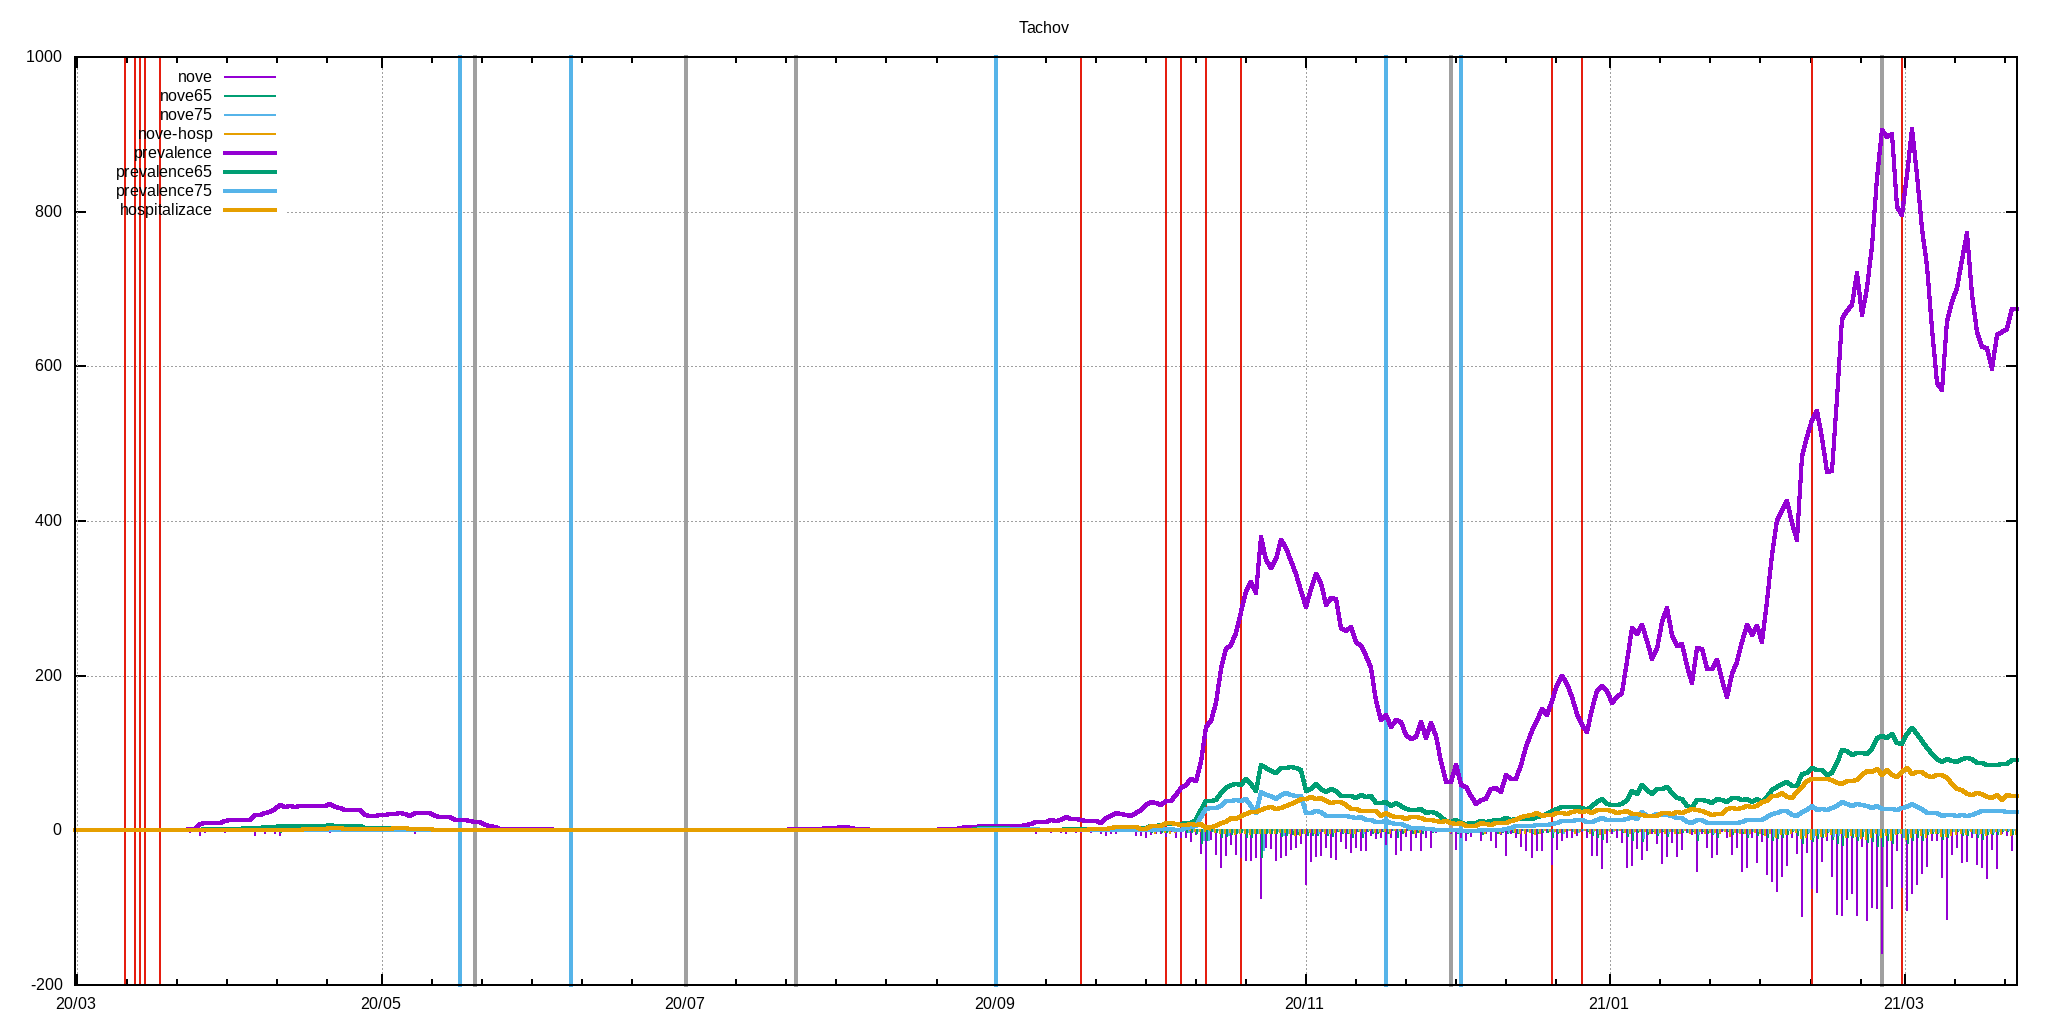 Tachov
1000
800
600
400
200
0
-200
nove
nove65
nove75
nove-hosp
prevalence
prevalence65
prevalence75
hospitalizace
20/03 20/05 20/07 20/09 20/11 21/01 21/03